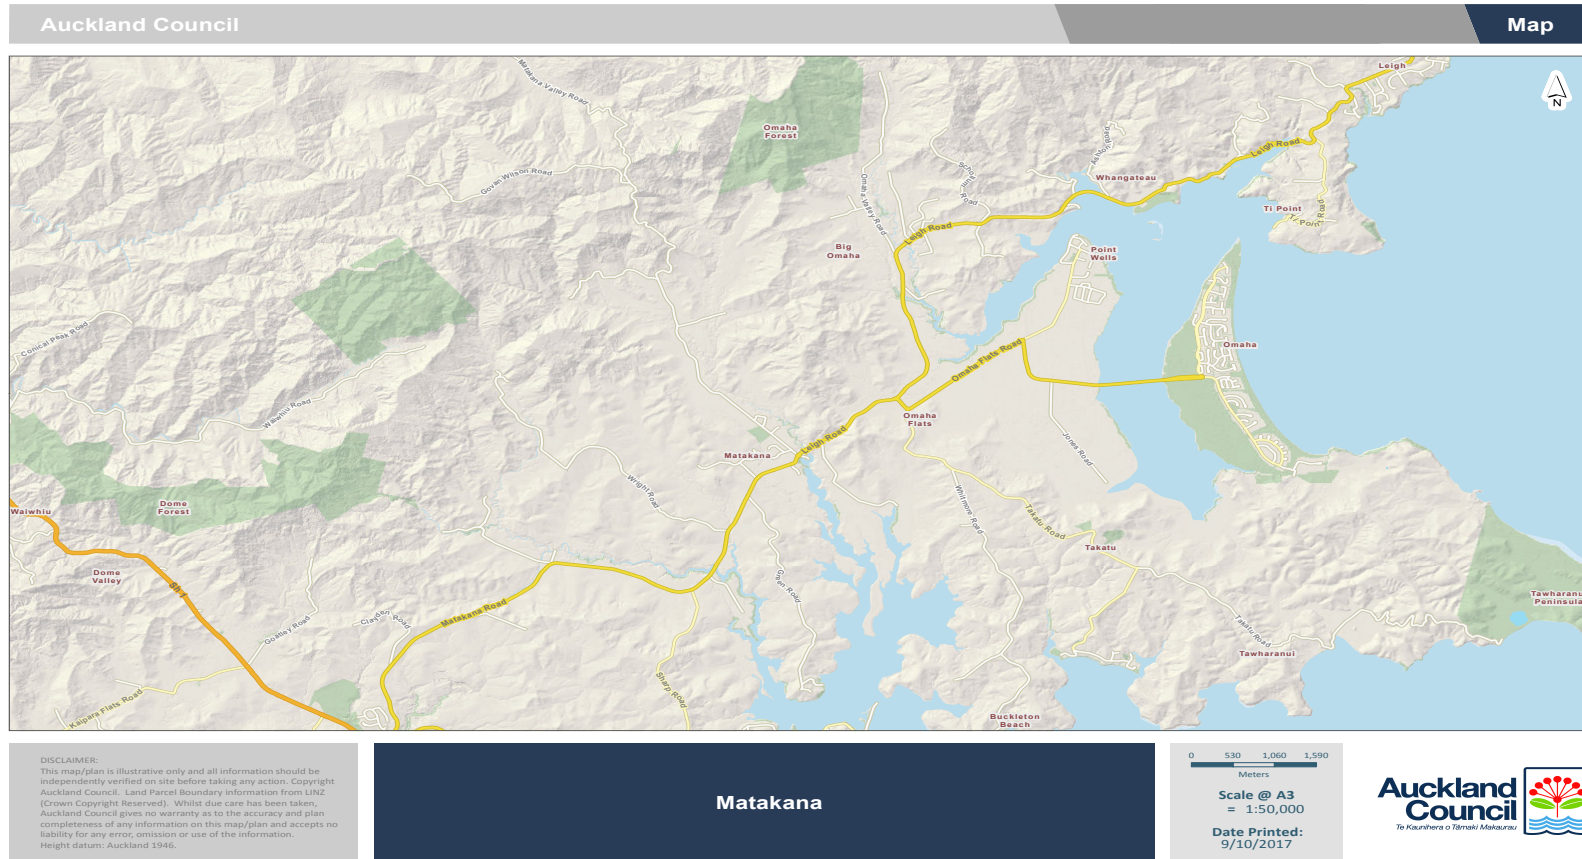 Auckland Council
Map
Leigh
Matakana Valley Road
N
Omaha
Forest
Leigh Road
Ashton Road
Govan Wilson Road
Schoolhill Road
Whangateau
Omaha Valley Road
Ti Point
Ti Point Road
Leigh Road
Big
Omaha
Point
Wells
Conical Peak Road
Omaha Flats Road
Omaha
Waiwhiu Road
Omaha
Flats
Leigh Road
Jones Road
Matakana
Wright Road
Whitmore Road
Dome
Forest
Waiwhiu
Takatu Road
Takatu
Dome
Valley
Sh 1
Green Road
Tawharanu
Peninsula
Matakana Road
Clayden Road
Goatley Road
Takatu Road
Tawharanui
Sharp Road
Kaipara Flats Road
Buckleton
Beach
DISCLAIMER:
This map/plan is illustrative only and all information should be
independently verified on site before taking any action. Copyright
Auckland Council.  Land Parcel Boundary information from LINZ
(Crown Copyright Reserved).  Whilst due care has been taken,
Auckland Council gives no warranty as to the accuracy and plan
completeness of any information on this map/plan and accepts no
liability for any error, omission or use of the information.
Height datum: Auckland 1946.
Matakana
0 530 1,060 1,590
Meters
Scale @ A3
= 1:50,000
Date Printed:
9/10/2017
Auckland
Council
Te Kaunihera o Tāmaki Makaurau